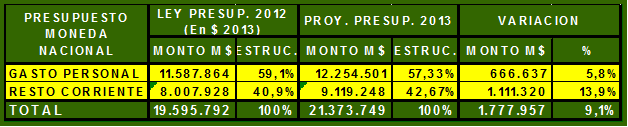 PRESUPUESTO MONEDA NACIONAL LEY PRESUP. 2012 (En $ 2013) PROY. PRESUP. 2013 VARIACION
MONTO M$ ESTRUC. MONTO M$ ESTRUC. MONTO M$ %
GASTO PERSONAL 11.587.864 59,1% 12.254.501 57,33% 666.637 5,8%
RESTO CORRIENTE 8.007.928 40,9% 9.119.248 42,67% 1.111.320 13,9%
TOTAL 19.595.792 100% 21.373.749 100% 1.777.957 9,1%